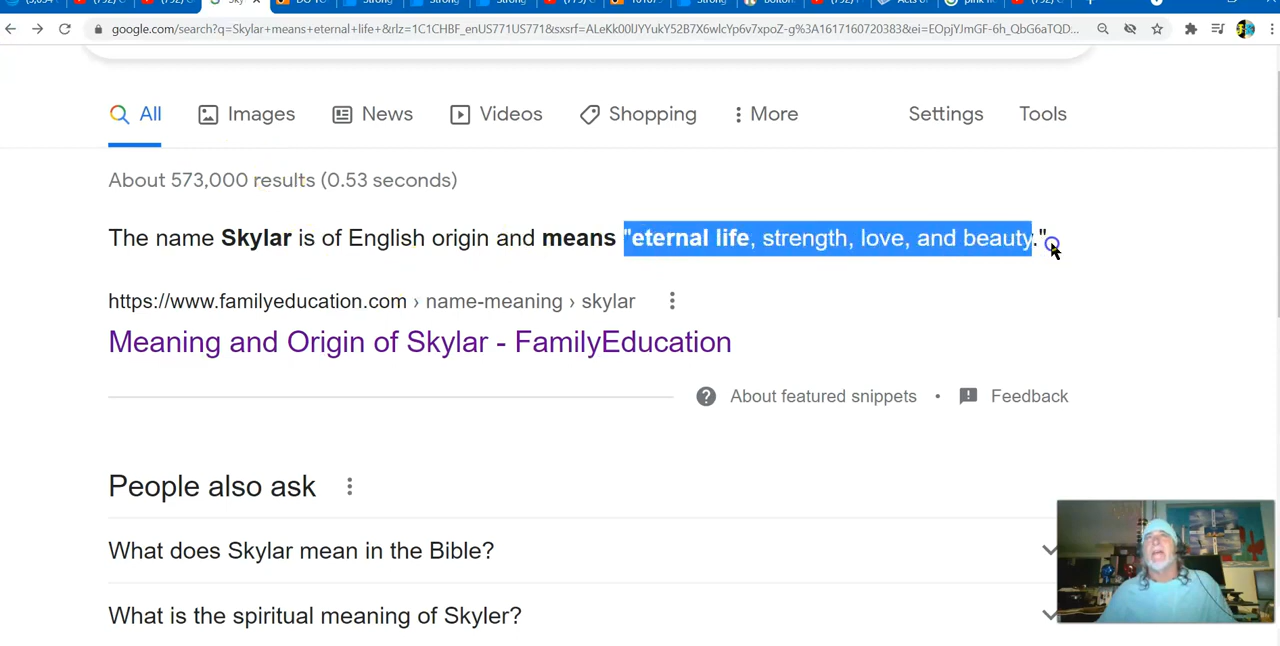 google.com/search?q=Skylar+means+eternal+life+&rlz=1C1CHBF_enUS771US771&sxsrf=ALeKk00lJYYukY52B7X6wlcYp6v7xpoZ-g%3A1617160720383&ei=EOpjYJmGF-6h_QbG6aTQD...
All Images News Videos Shopping More Settings Tools
About 573,000 results (0.53 seconds)
The name Skylar is of English origin and means "eternal life, strength, love, and beauty."
https://www.familyeducation.com › name-meaning › skylar
Meaning and Origin of Skylar - FamilyEducation
About featured snippets • Feedback
People also ask
What does Skylar mean in the Bible?
What is the spiritual meaning of Skyler?